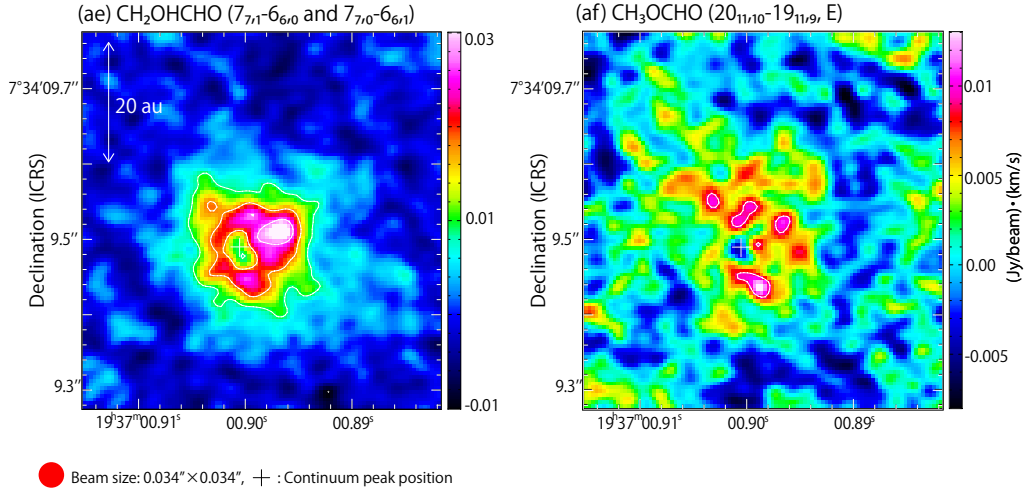 (ae) CH₂OHCHO (7₇,₁-6₆,₀ and 7₇,₀-6₆,₁)
(af) CH₃OCHO (20₁₁,₁₀-19₁₁,₉, E)
Declination (ICRS)
7°34′09.7″
9.5″
9.3″
20 au
19ʰ37ᵐ00.91ˢ
00.90ˢ
00.89ˢ
0.03
0.01
-0.01
Declination (ICRS)
7°34′09.7″
9.5″
9.3″
19ʰ37ᵐ00.91ˢ
00.90ˢ
00.89ˢ
0.01
0.005
0.00
-0.005
(Jy/beam)·(km/s)
Beam size: 0.034″×0.034″, + : Continuum peak position